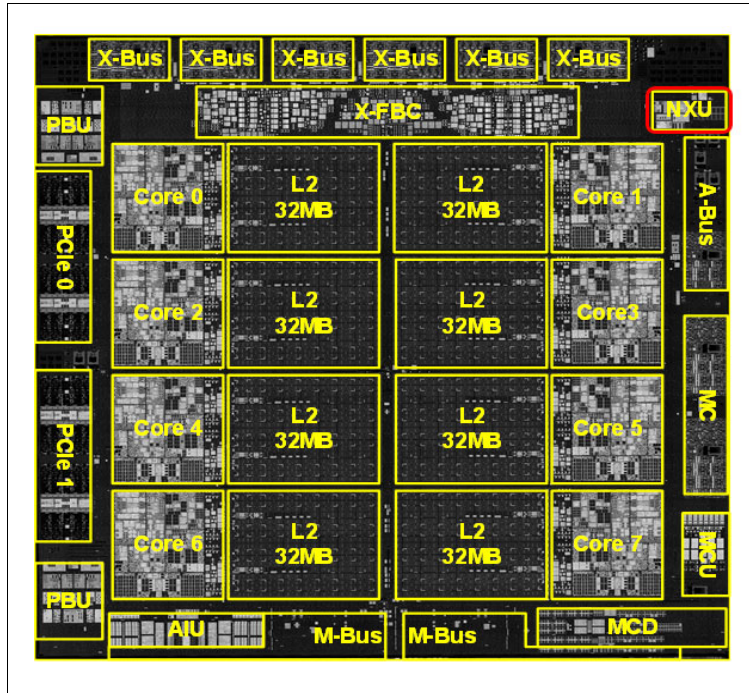 X-Bus X-Bus X-Bus X-Bus X-Bus X-Bus
X-FBC
NXU
PBU
Core 0
L2
32MB
L2
32MB
Core 1
A-Bus
PCIe 0
Core 2
L2
32MB
L2
32MB
Core3
MC
PCIe 1
Core 4
L2
32MB
L2
32MB
Core 5
Core 6
L2
32MB
L2
32MB
Core 7
MCU
PBU
AIU
M-Bus
M-Bus
MCD